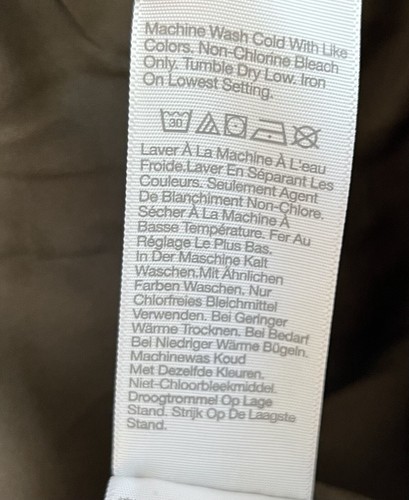 Machine Wash Cold With Like
Colors. Non-Chlorine Bleach
Only. Tumble Dry Low. Iron
On Lowest Setting.
30
Laver À La Machine À L'eau
Froide.Laver En Séparant Les
Couleurs. Seulement Agent
De Blanchiment Non-Chlore.
Sécher À La Machine À
Basse Température. Fer Au
Réglage Le Plus Bas.
In Der Maschine Kalt
Waschen.Mit Ähnlichen
Farben Waschen. Nur
Chlorfreies Bleichmittel
Verwenden. Bei Geringer
Wärme Trocknen. Bei Bedarf
Bei Niedriger Wärme Bügeln.
Machinewas Koud
Met Dezelfde Kleuren.
Niet-Chloorbleekmiddel.
Droogtrommel Op Lage
Stand. Strijk Op De Laagste
Stand.